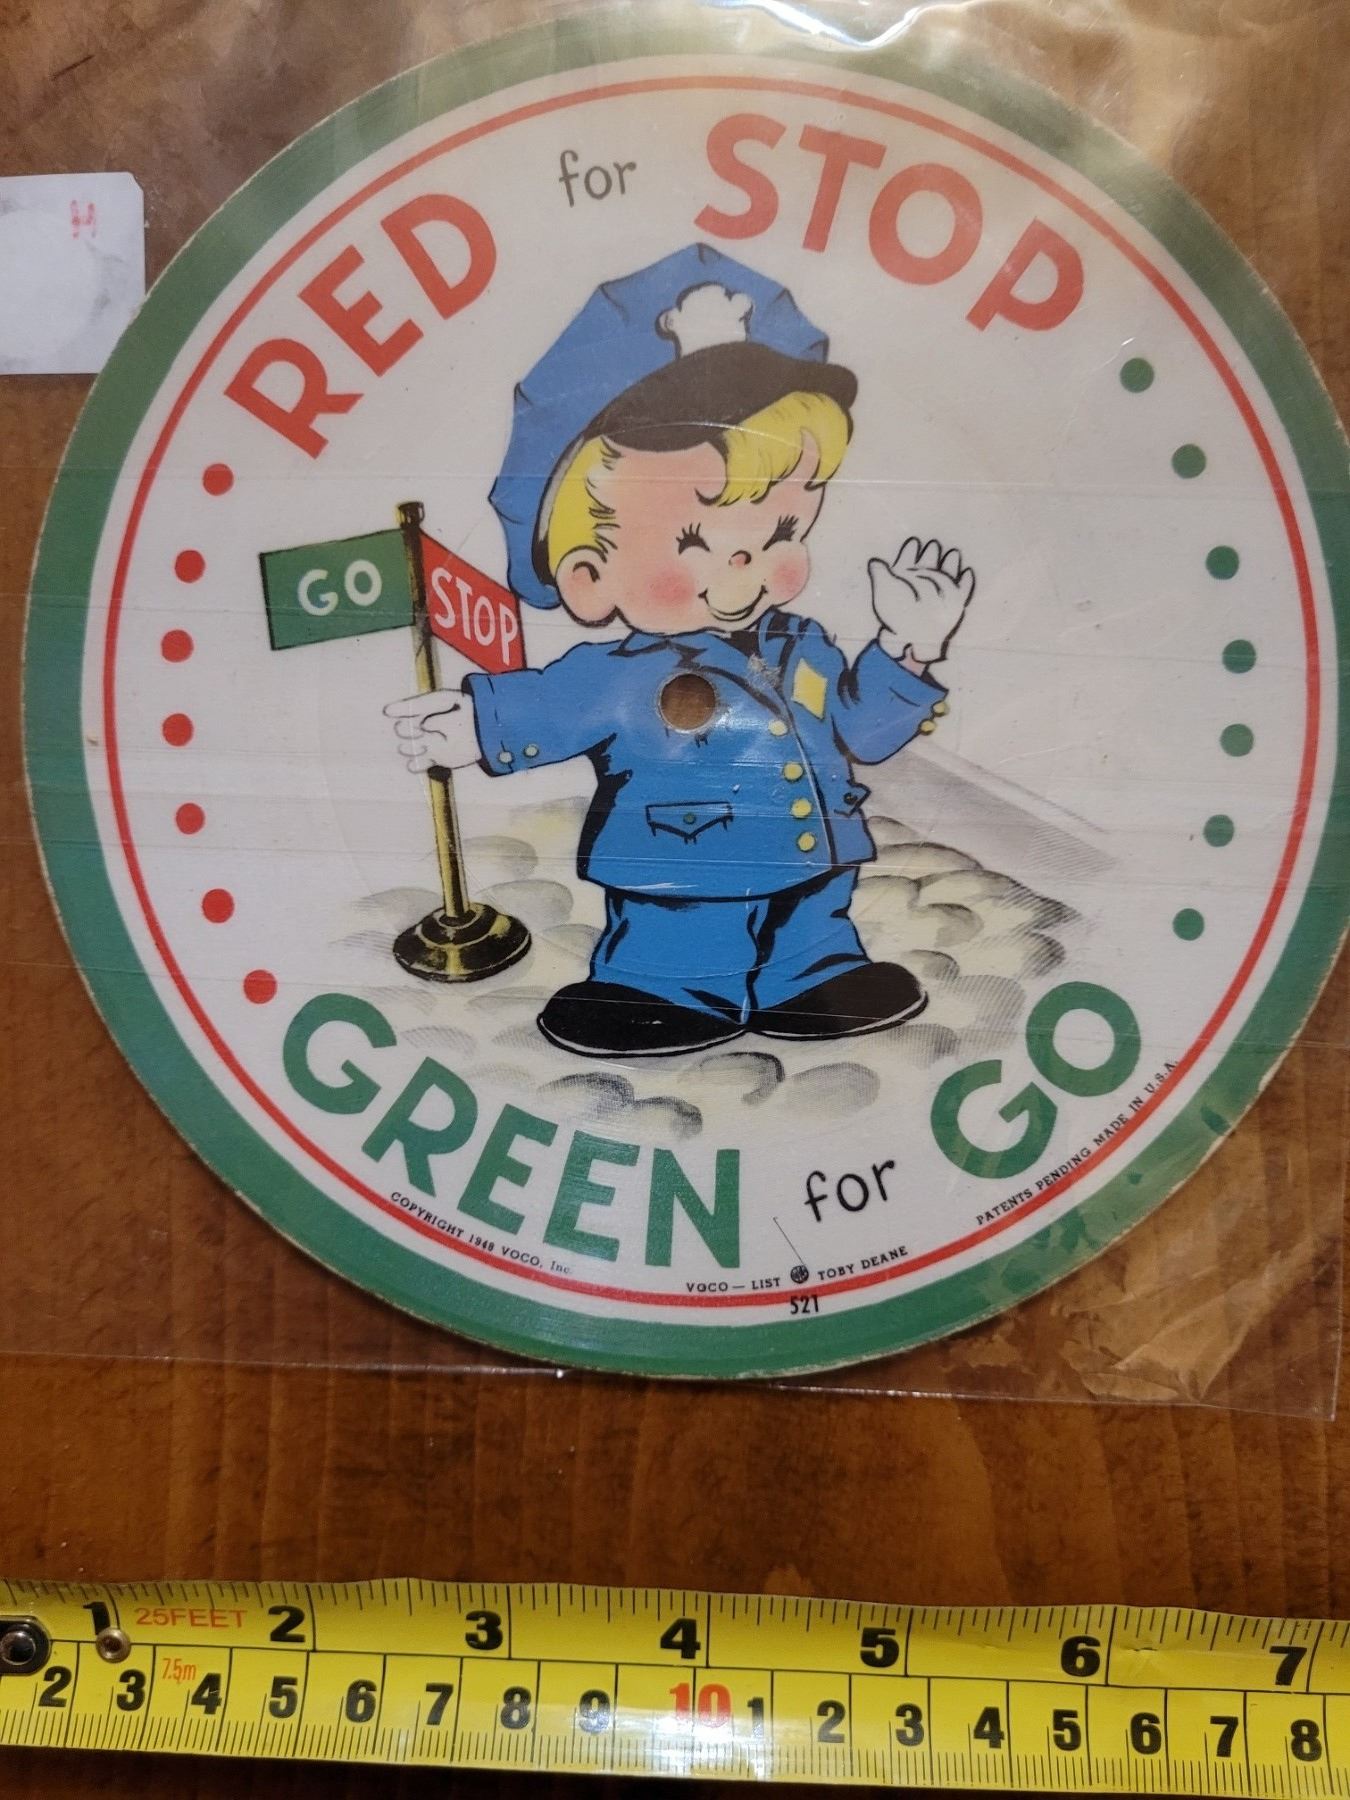 RED for STOP
GO STOP
GREEN for GO
COPYRIGHT 1948 VOCO, Inc.
VOCO — LIST TOBY DEANE
521
PATENTS PENDING MADE IN U.S.A.
1 25FEET 2 3 4 5 6 7
2 3 7.5m 4 5 6 7 8 9 10 1 2 3 4 5 6 7 8